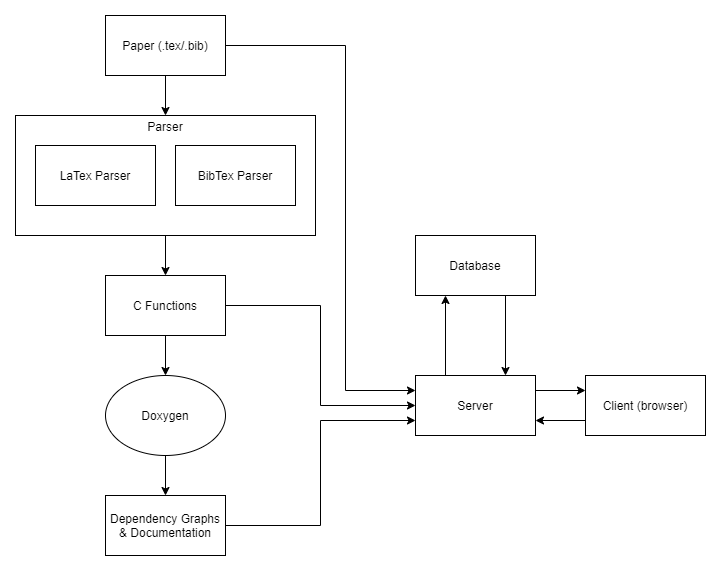 Paper (.tex/.bib)
Parser
LaTex Parser
BibTex Parser
Database
C Functions
Server
Client (browser)
Doxygen
Dependency Graphs
& Documentation